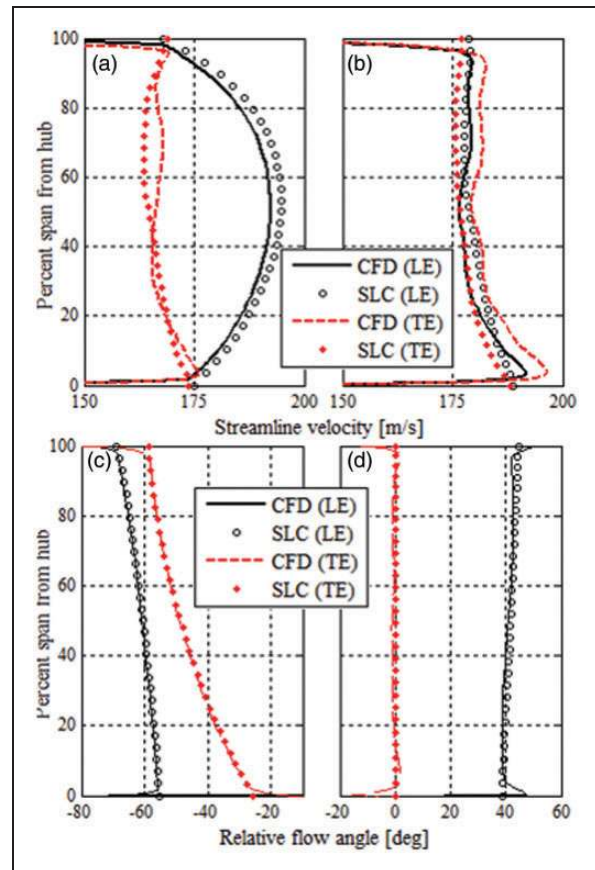 100
(a)
(b)
80
60
40
20
0
Percent span from hub
CFD (LE)
SLC (LE)
CFD (TE)
SLC (TE)
150 175 200
150 175 200
Streamline velocity [m/s]
100
(c)
(d)
80
60
40
20
0
Percent span from hub
CFD (LE)
SLC (LE)
CFD (TE)
SLC (TE)
-80 -60 -40 -20
-20 0 20 40 60
Relative flow angle [deg]